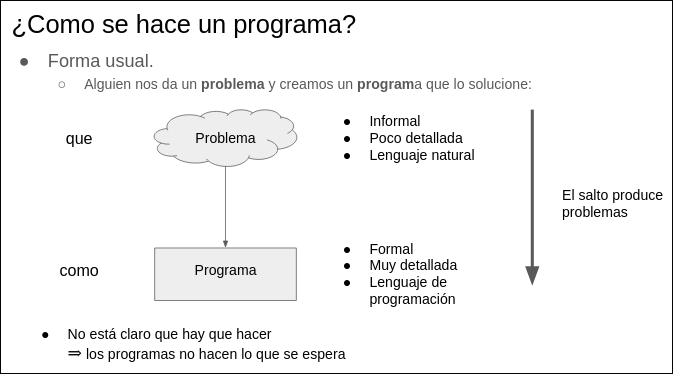 ¿Como se hace un programa?
● Forma usual.
○ Alguien nos da un problema y creamos un programa que lo solucione:
que
Problema
● Informal
● Poco detallada
● Lenguaje natural
El salto produce
problemas
como
Programa
● Formal
● Muy detallada
● Lenguaje de
programación
● No está claro que hay que hacer
⇒ los programas no hacen lo que se espera